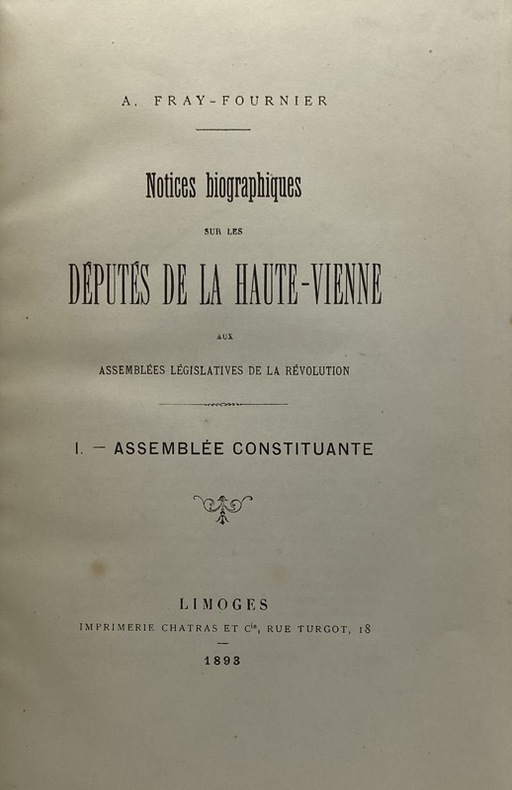 A. FRAY-FOURNIER
Notices biographiques
SUR LES
DÉPUTÉS DE LA HAUTE-VIENNE
AUX
ASSEMBLÉES LÉGISLATIVES DE LA RÉVOLUTION
I. — ASSEMBLÉE CONSTITUANTE
LIMOGES
IMPRIMERIE CHATRAS ET Cie, RUE TURGOT, 18
1893